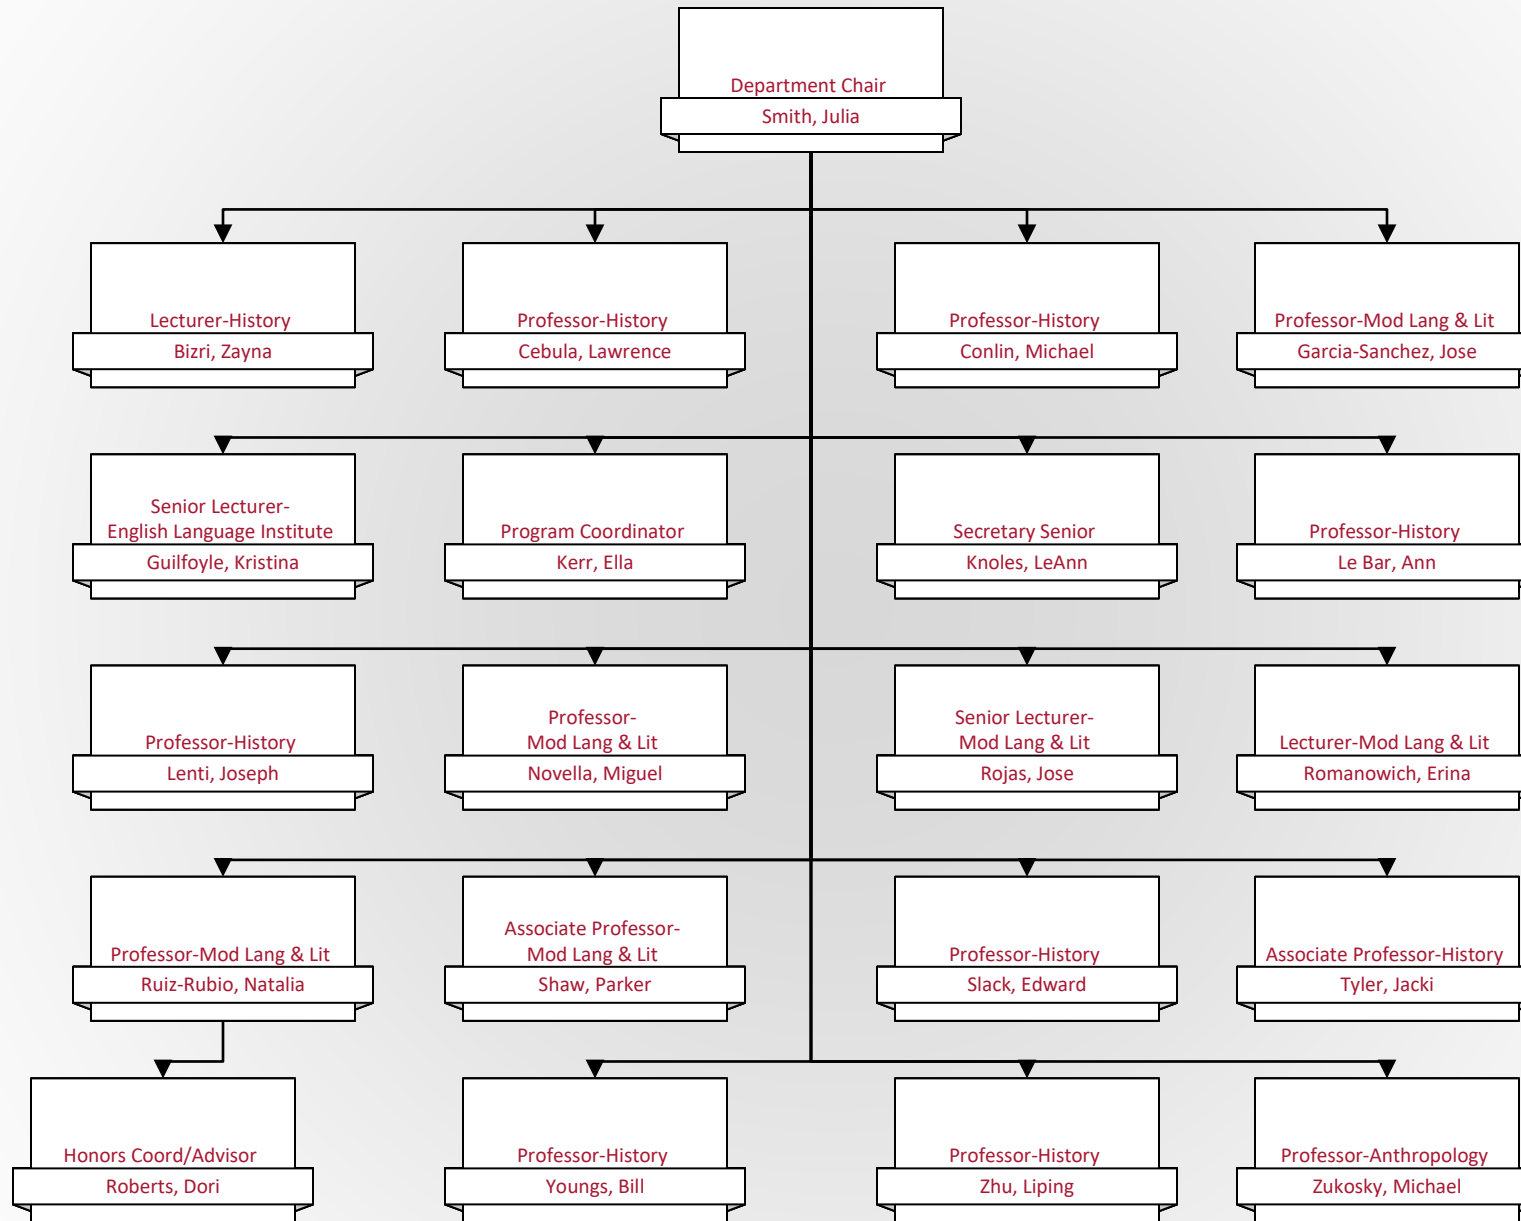 Department Chair
Smith, Julia
Lecturer-History
Bizri, Zayna
Professor-History
Cebula, Lawrence
Professor-History
Conlin, Michael
Professor-Mod Lang & Lit
Garcia-Sanchez, Jose
Senior Lecturer-
English Language Institute
Guilfoyle, Kristina
Program Coordinator
Kerr, Ella
Secretary Senior
Knoles, LeAnn
Professor-History
Le Bar, Ann
Professor-History
Lenti, Joseph
Professor-
Mod Lang & Lit
Novella, Miguel
Senior Lecturer-
Mod Lang & Lit
Rojas, Jose
Lecturer-Mod Lang & Lit
Romanowich, Erina
Professor-Mod Lang & Lit
Ruiz-Rubio, Natalia
Associate Professor-
Mod Lang & Lit
Shaw, Parker
Professor-History
Slack, Edward
Associate Professor-History
Tyler, Jacki
Honors Coord/Advisor
Roberts, Dori
Professor-History
Youngs, Bill
Professor-History
Zhu, Liping
Professor-Anthropology
Zukosky, Michael